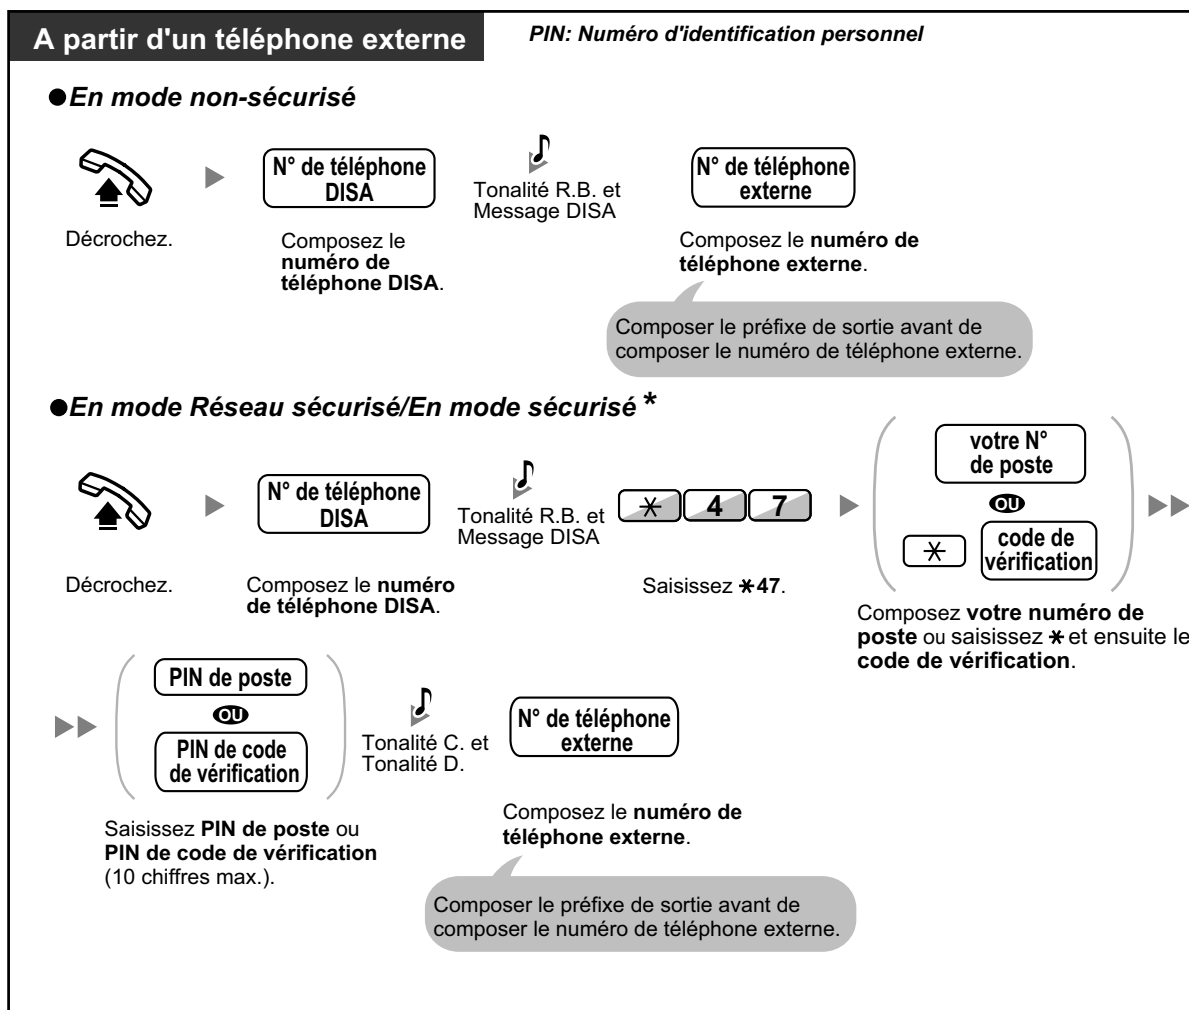 A partir d'un téléphone externe
PIN: Numéro d'identification personnel
●En mode non-sécurisé
N° de téléphone
DISA
Tonalité R.B. et
Message DISA
N° de téléphone
externe
Décrochez.
Composez le
numéro de
téléphone DISA.
Composez le numéro de
téléphone externe.
Composer le préfixe de sortie avant de
composer le numéro de téléphone externe.
●En mode Réseau sécurisé/En mode sécurisé *
N° de téléphone
DISA
Tonalité R.B. et
Message DISA
* 4 7
votre N°
de poste
OU
* code de
vérification
Décrochez.
Composez le numéro
de téléphone DISA.
Saisissez *47.
Composez votre numéro de
poste ou saisissez * et ensuite le
code de vérification.
PIN de poste
OU
PIN de code
de vérification
Tonalité C. et
Tonalité D.
N° de téléphone
externe
Saisissez PIN de poste ou
PIN de code de vérification
(10 chiffres max.).
Composez le numéro de
téléphone externe.
Composer le préfixe de sortie avant de
composer le numéro de téléphone externe.